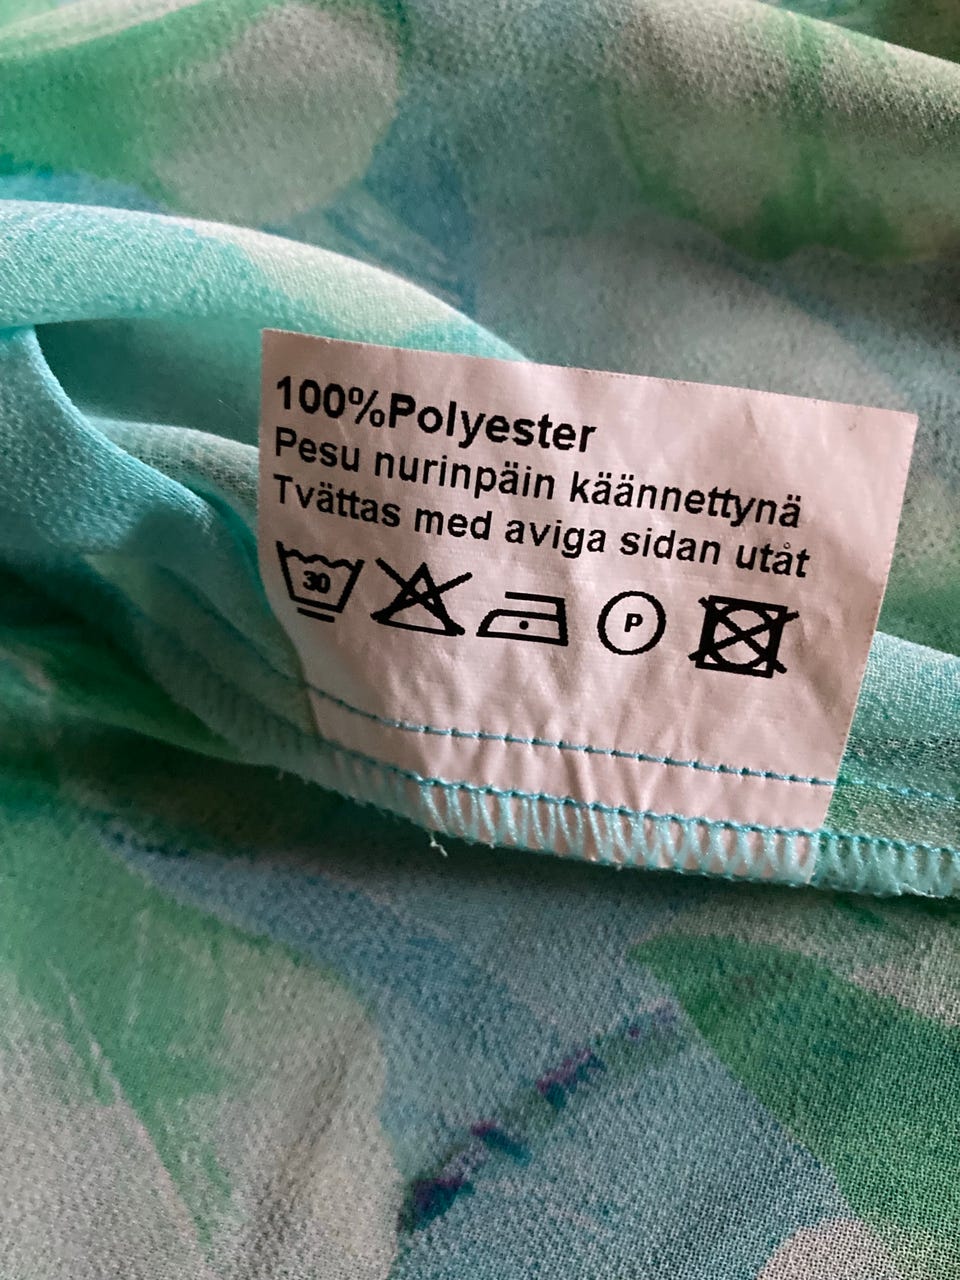 100%Polyester
Pesu nurinpäin käännettynä
Tvättas med aviga sidan utåt
30 P